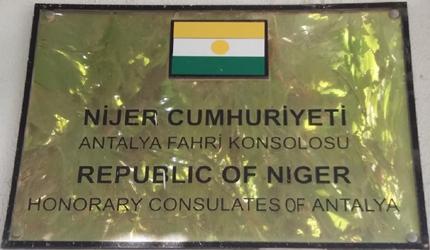 NİJER CUMHURİYETİ
ANTALYA FAHRİ KONSOLOSU
REPUBLIC OF NIGER
HONORARY CONSULATES OF ANTALYA